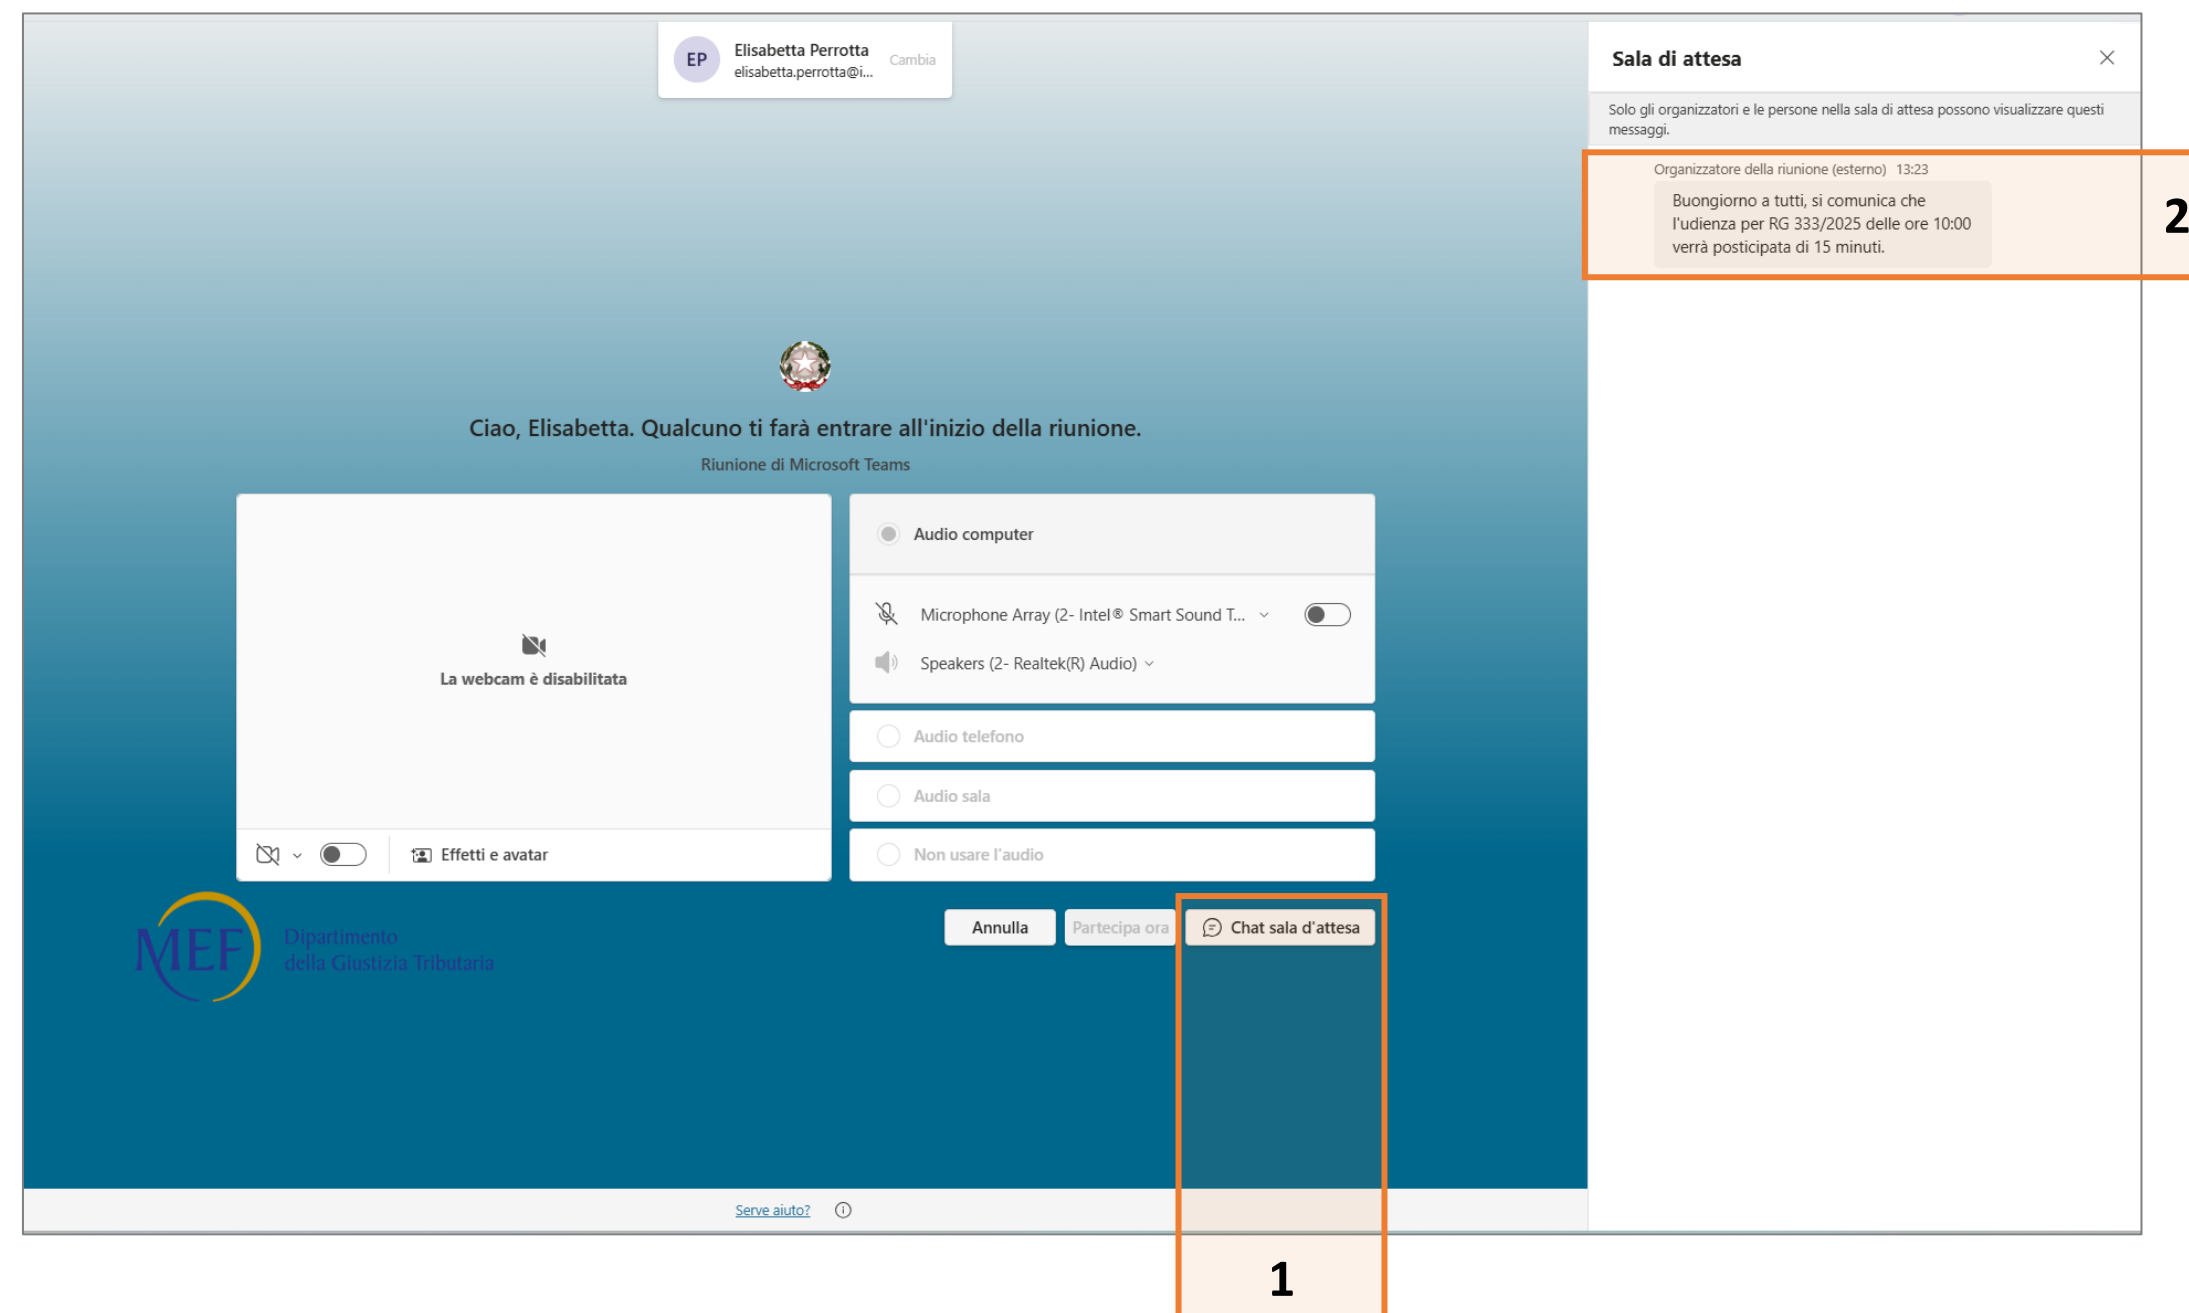 EP
Elisabetta Perrotta
elisabetta.perrotta@i...
Cambia
Ciao, Elisabetta. Qualcuno ti farà entrare all'inizio della riunione.
Riunione di Microsoft Teams
La webcam è disabilitata
Effetti e avatar
Audio computer
Microphone Array (2- Intel® Smart Sound T...
Speakers (2- Realtek(R) Audio)
Audio telefono
Audio sala
Non usare l'audio
Annulla
Partecipa ora
Chat sala d'attesa
MEF
Dipartimento
della Giustizia Tributaria
Serve aiuto?
1
Sala di attesa
Solo gli organizzatori e le persone nella sala di attesa possono visualizzare questi
messaggi.
Organizzatore della riunione (esterno) 13:23
Buongiorno a tutti, si comunica che
l'udienza per RG 333/2025 delle ore 10:00
verrà posticipata di 15 minuti.
2